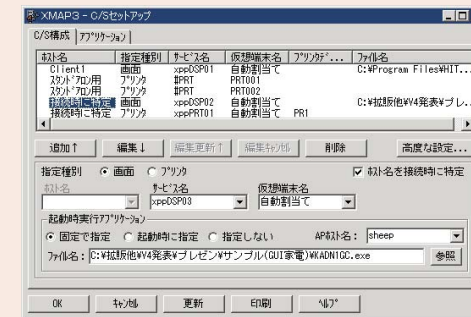 XMAP3 - C/Sセットアップ
C/S構成 アプリケーション
ホスト名 指定種別 サービス名 仮想端末名 プリンタデ... ファイル名
Client1 画面 xppDSP01 自動割当て C:¥Program Files¥HIT...
スタンドアロン用 プリンタ #PRT PRT001
スタンドアロン用 プリンタ #PRT PRT002
接続時に特定 画面 xppDSP02 自動割当て C:¥拡販他¥V4発表¥プレ...
接続時に特定 プリンタ xppPRT01 自動割当て PR1
追加↑ 編集↓ 編集更新↑ 編集キャンセル 削除 高度な設定...
指定種別 画面 プリンタ ホスト名を接続時に特定
ホスト名 サービス名 仮想端末名
xppDSP03 自動割当て
起動時実行アプリケーション
固定で指定 起動時に指定 指定しない APホスト名: sheep
ファイル名: C:¥拡販他¥V4発表¥プレゼン¥サンプル(GUI家電)¥KADN1GC.exe 参照
OK キャンセル 更新 印刷 ヘルプ